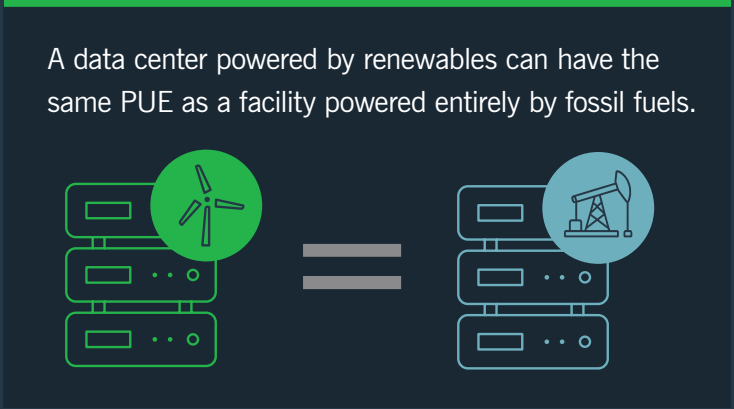 A data center powered by renewables can have the
same PUE as a facility powered entirely by fossil fuels.